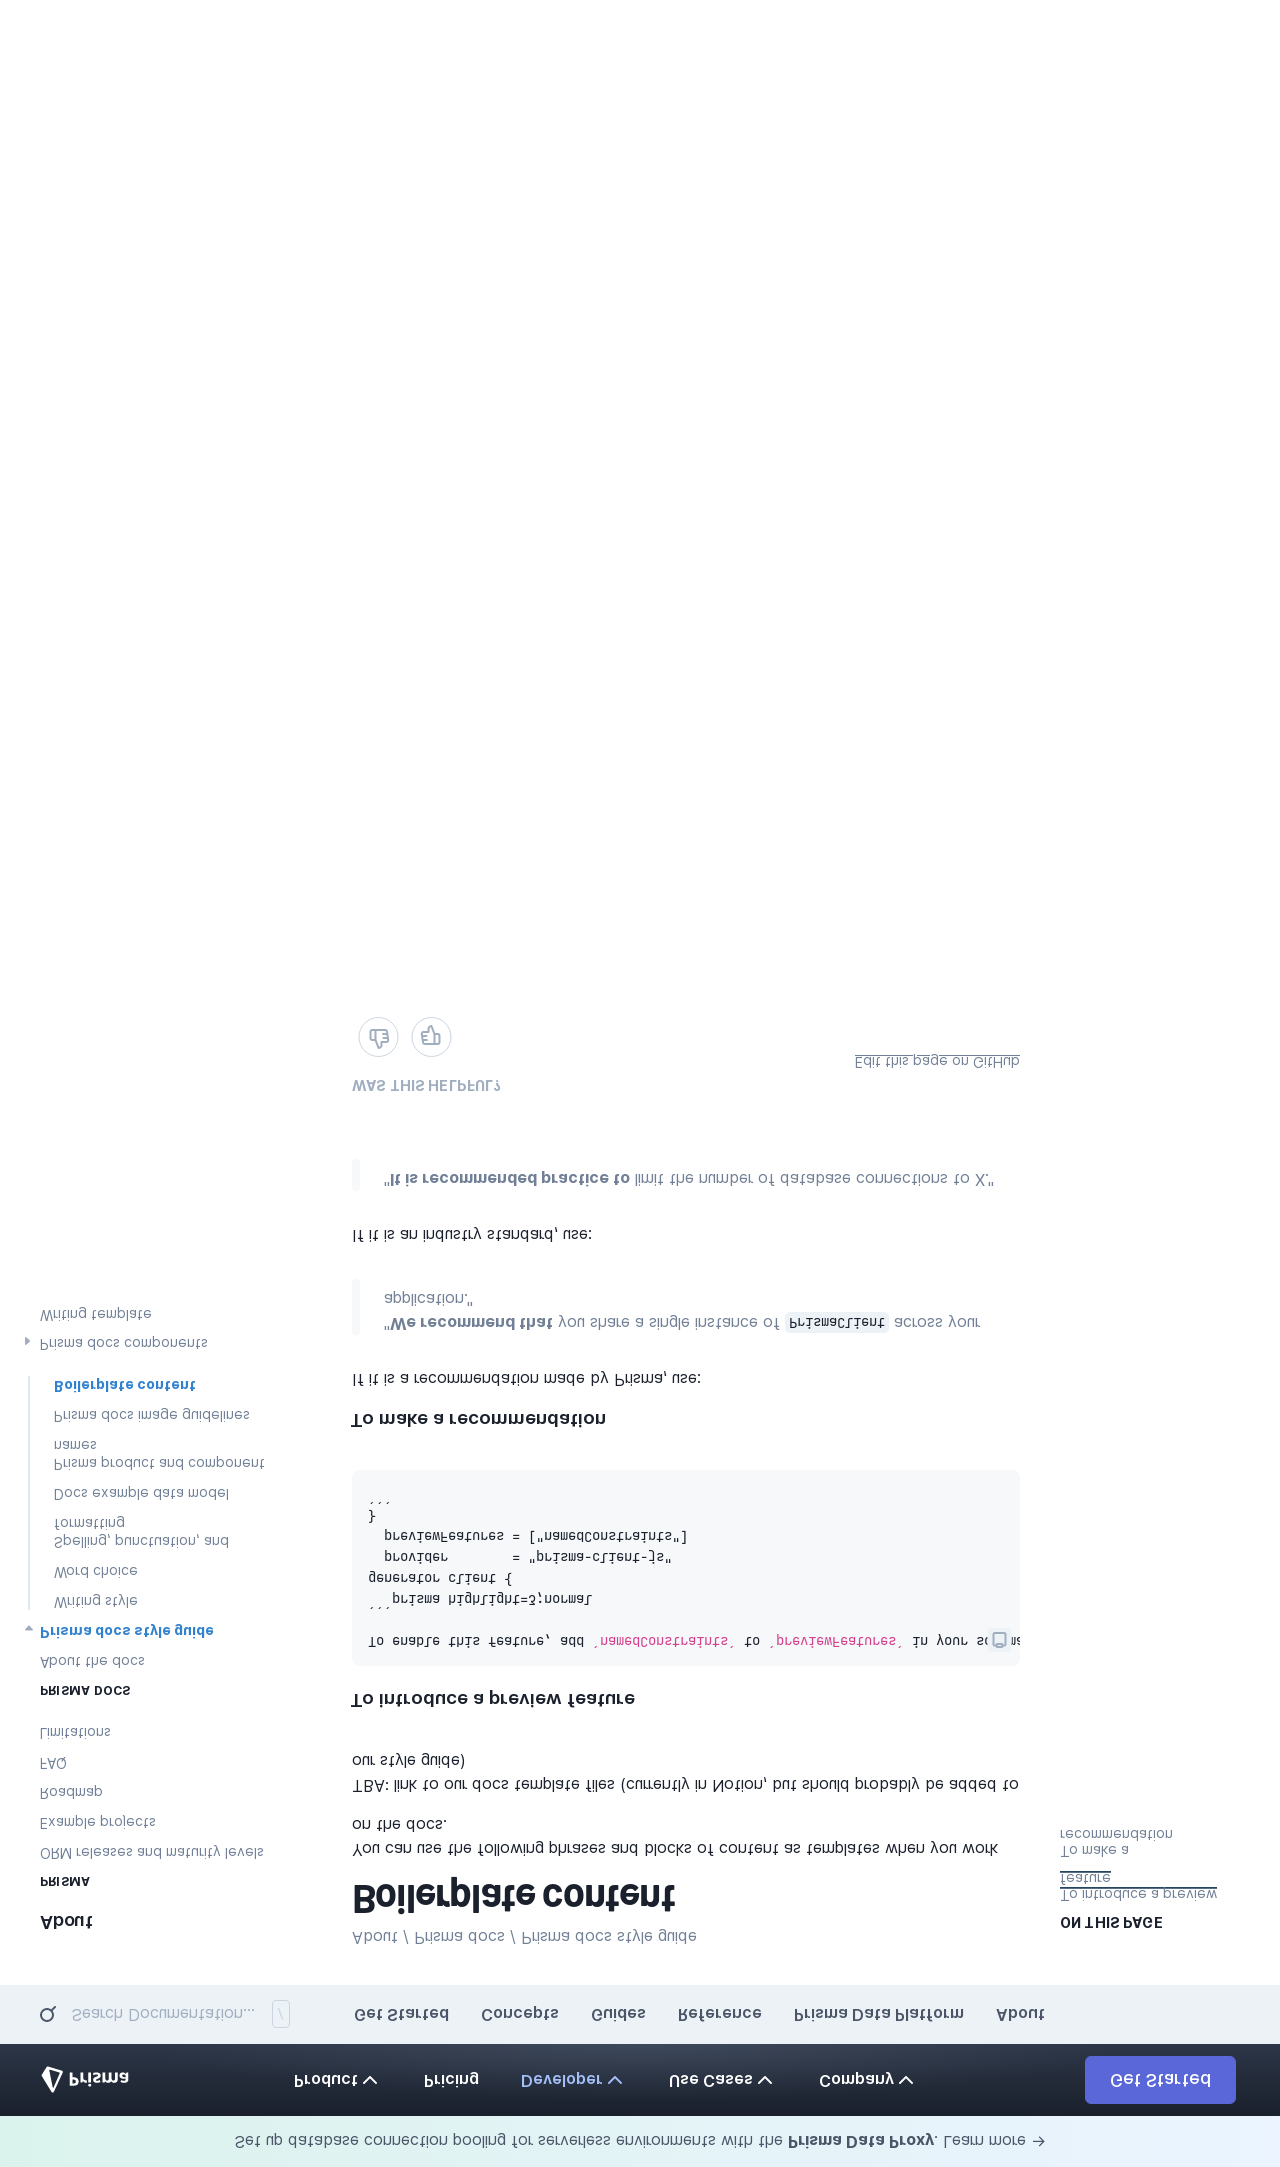 Set up database connection pooling for serverless environments with the Prisma Data Proxy. Learn more →
Prisma
Product
Pricing
Developer
Use Cases
Company
Get Started
Search Documentation...
/
Get Started
Concepts
Guides
Reference
Prisma Data Platform
About
About
PRISMA
ORM releases and maturity levels
Example projects
Roadmap
FAQ
Limitations
PRISMA DOCS
About the docs
Prisma docs style guide
Writing style
Word choice
Spelling, punctuation, and
formatting
Docs example data model
Prisma product and component
names
Prisma docs image guidelines
Boilerplate content
Prisma docs components
Writing template
About / Prisma docs / Prisma docs style guide
Boilerplate content
You can use the following phrases and blocks of content as templates when you work
on the docs.
TBA: link to our docs template files (currently in Notion, but should probably be added to
our style guide)
To introduce a preview feature
To enable this feature, add `namedConstraints` to `previewFeatures` in your
```prisma highlight=3;normal
generator client {
  provider        = "prisma-client-js"
  previewFeatures = ["namedConstraints"]
}
```
To make a recommendation
If it is a recommendation made by Prisma, use:
"We recommend that you share a single instance of PrismaClient across your
application."
If it is an industry standard, use:
"It is recommended practice to limit the number of database connections to X."
WAS THIS HELPFUL?
Edit this page on GitHub
ON THIS PAGE
To introduce a preview
feature
To make a
recommendation